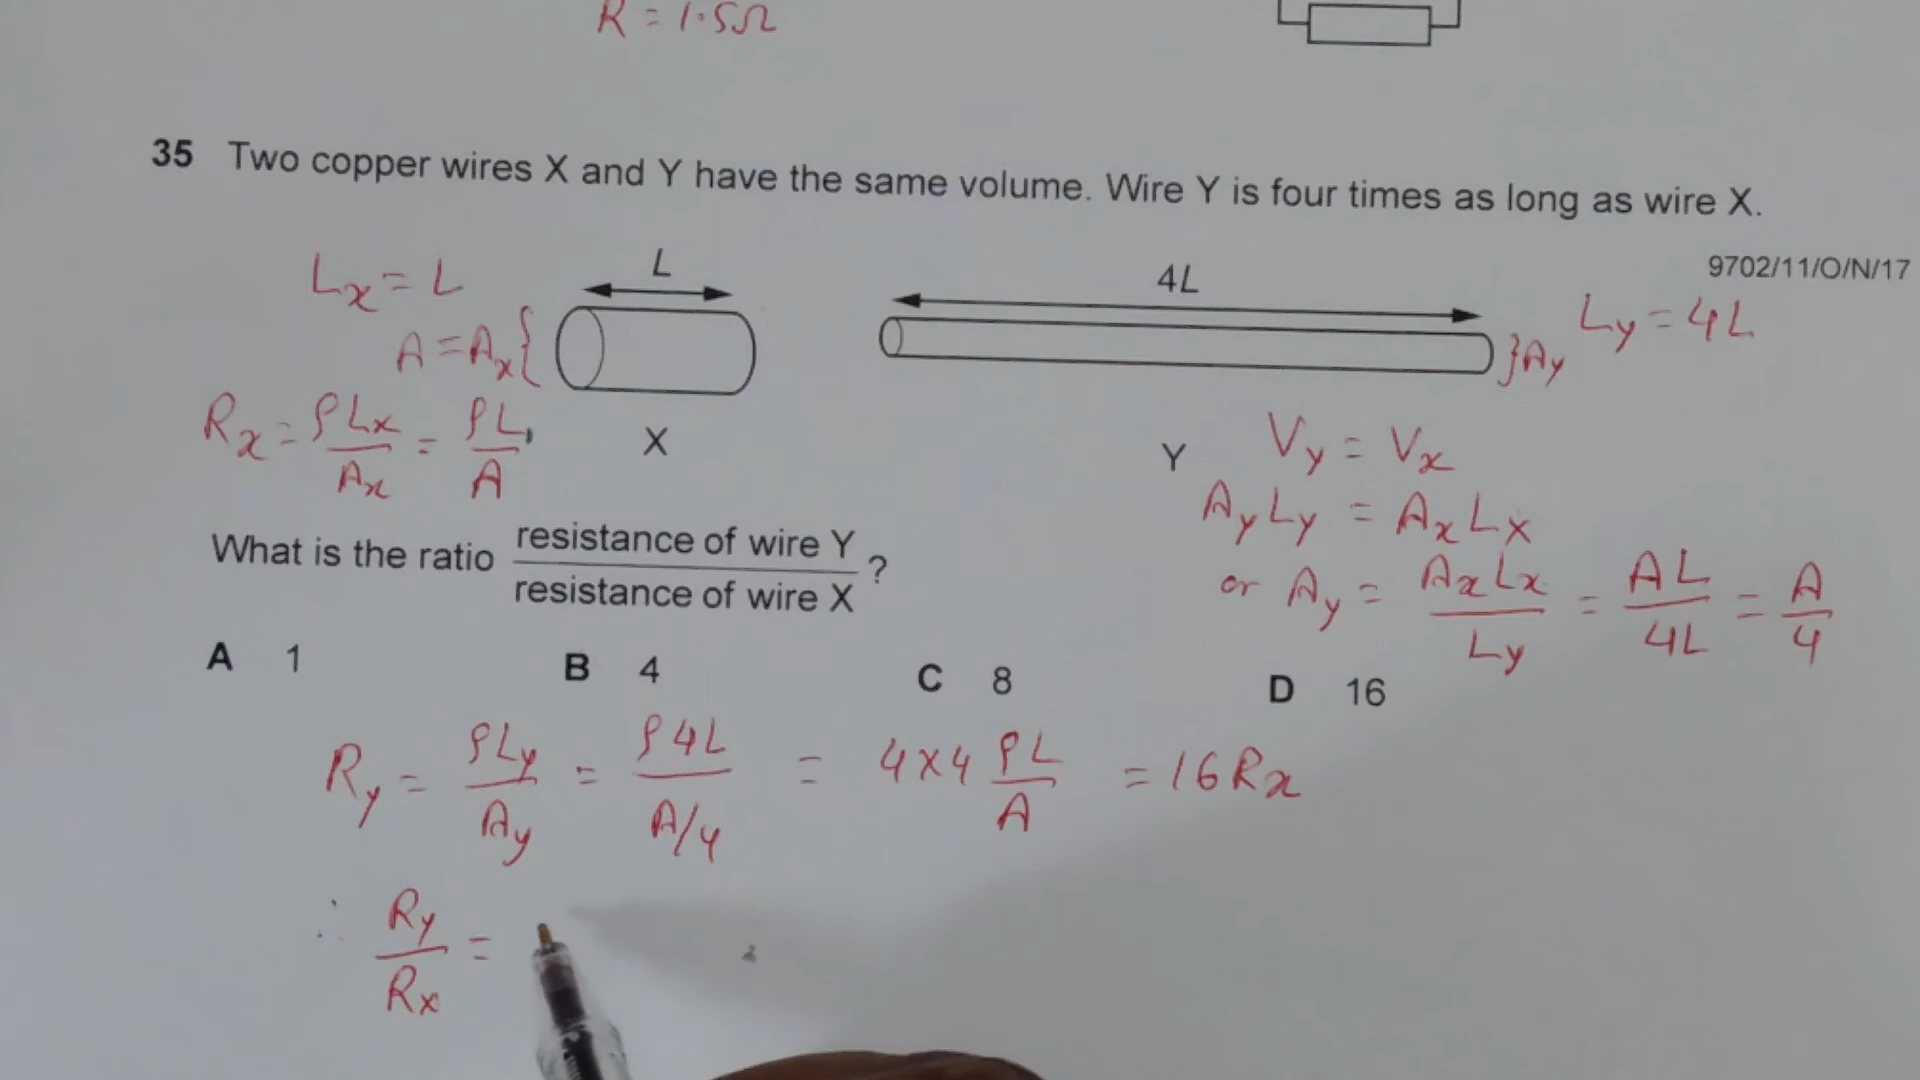 R = 1.5Ω
35 Two copper wires X and Y have the same volume. Wire Y is four times as long as wire X.
9702/11/O/N/17
Lx = L
L
4L
Ly = 4L
A = Ax{
}Ay
Rx = ρLx/Ax = ρL/A
X
Y
Vy = Vx
AyLy = AxLx
or Ay = AxLx/Ly = AL/4L = A/4
What is the ratio resistance of wire Y/resistance of wire X ?
A 1 B 4 C 8 D 16
Ry = ρLy/Ay = ρ4L/A/4 = 4×4 ρL/A = 16Rx
∴ Ry/Rx =